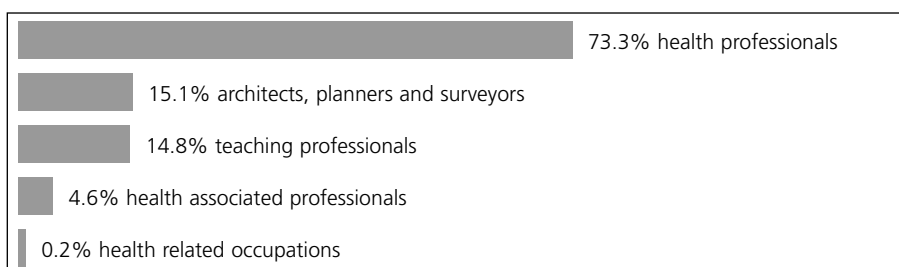 73.3% health professionals
15.1% architects, planners and surveyors
14.8% teaching professionals
4.6% health associated professionals
0.2% health related occupations